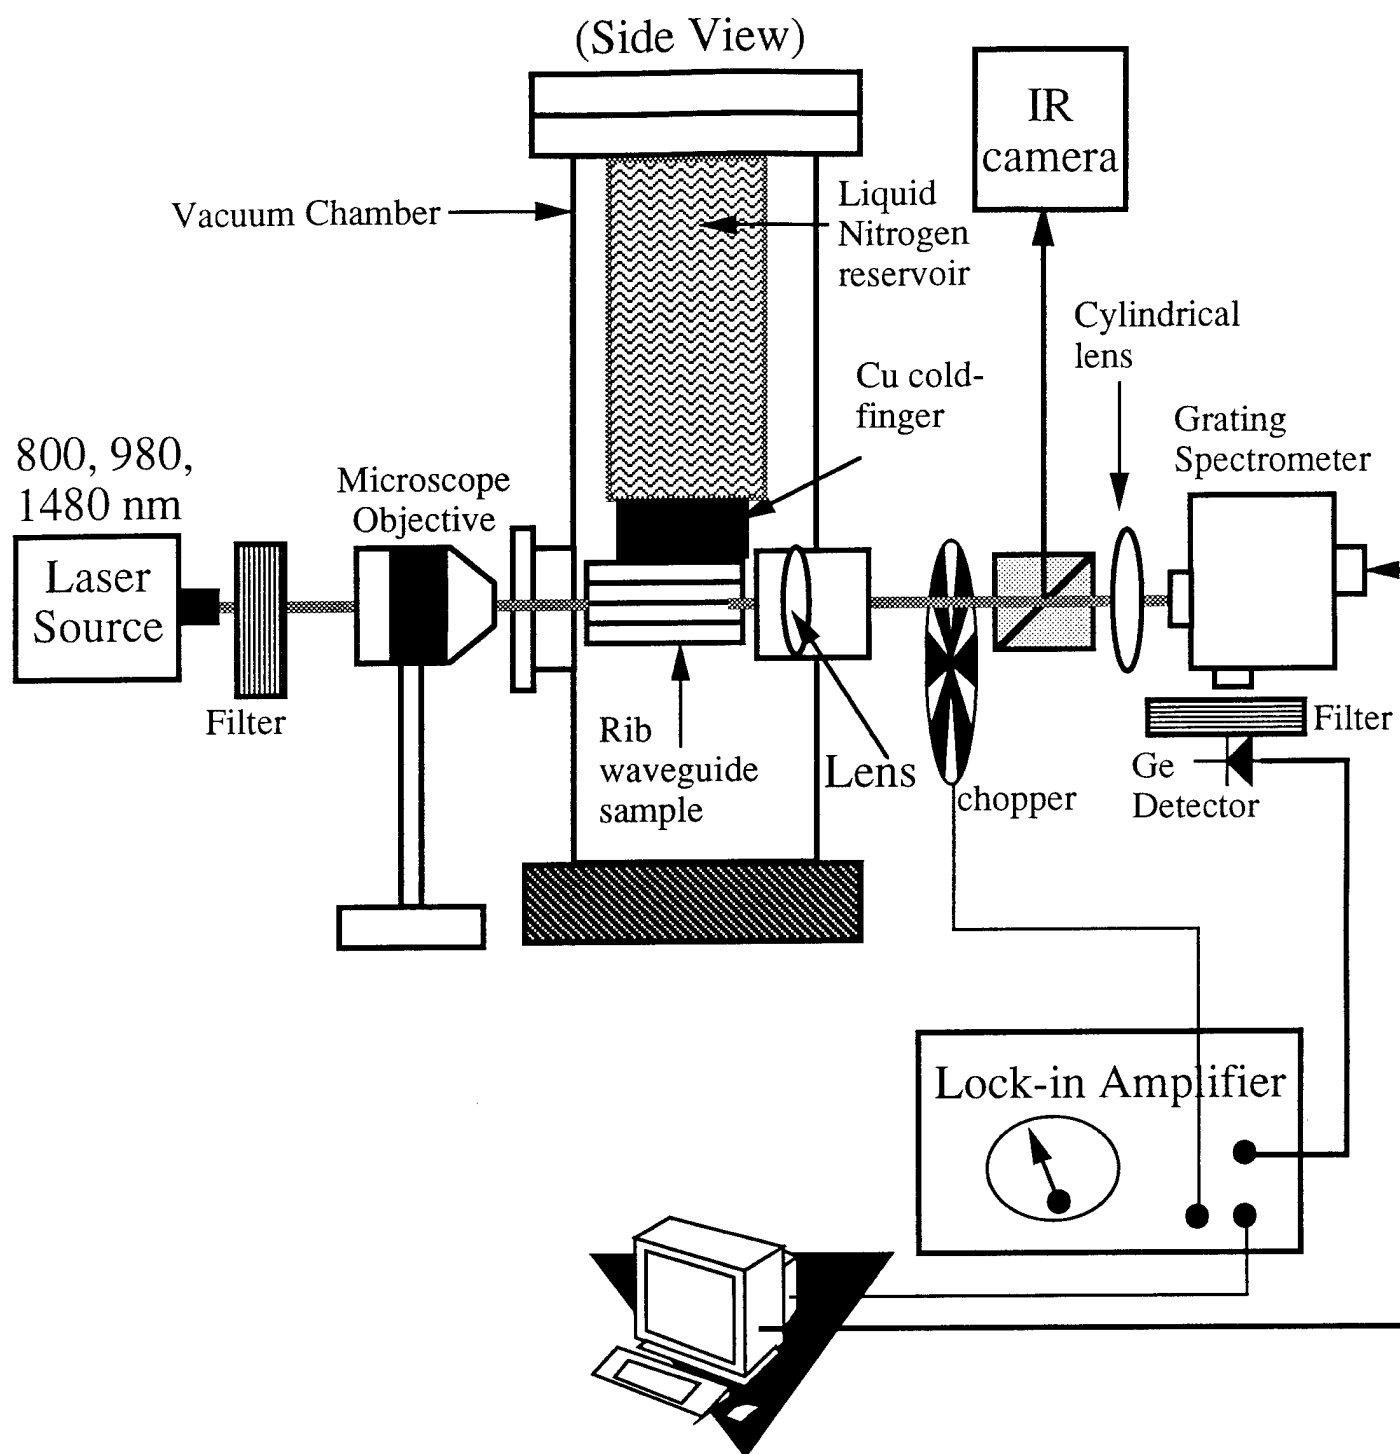 (Side View)
IR
camera
Vacuum Chamber
Liquid
Nitrogen
reservoir
Cylindrical
lens
Cu cold-
finger
Grating
Spectrometer
800, 980,
1480 nm
Microscope
Objective
Laser
Source
Filter
Rib
waveguide
sample
Lens
chopper
Filter
Ge
Detector
Lock-in Amplifier